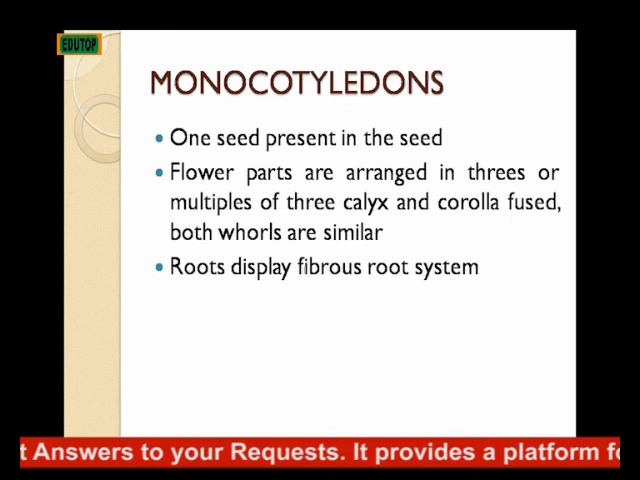 EDUTOP
MONOCOTYLEDONS
• One seed present in the seed
• Flower parts are arranged in threes or
multiples of three calyx and corolla fused,
both whorls are similar
• Roots display fibrous root system
t Answers to your Requests. It provides a platform fo